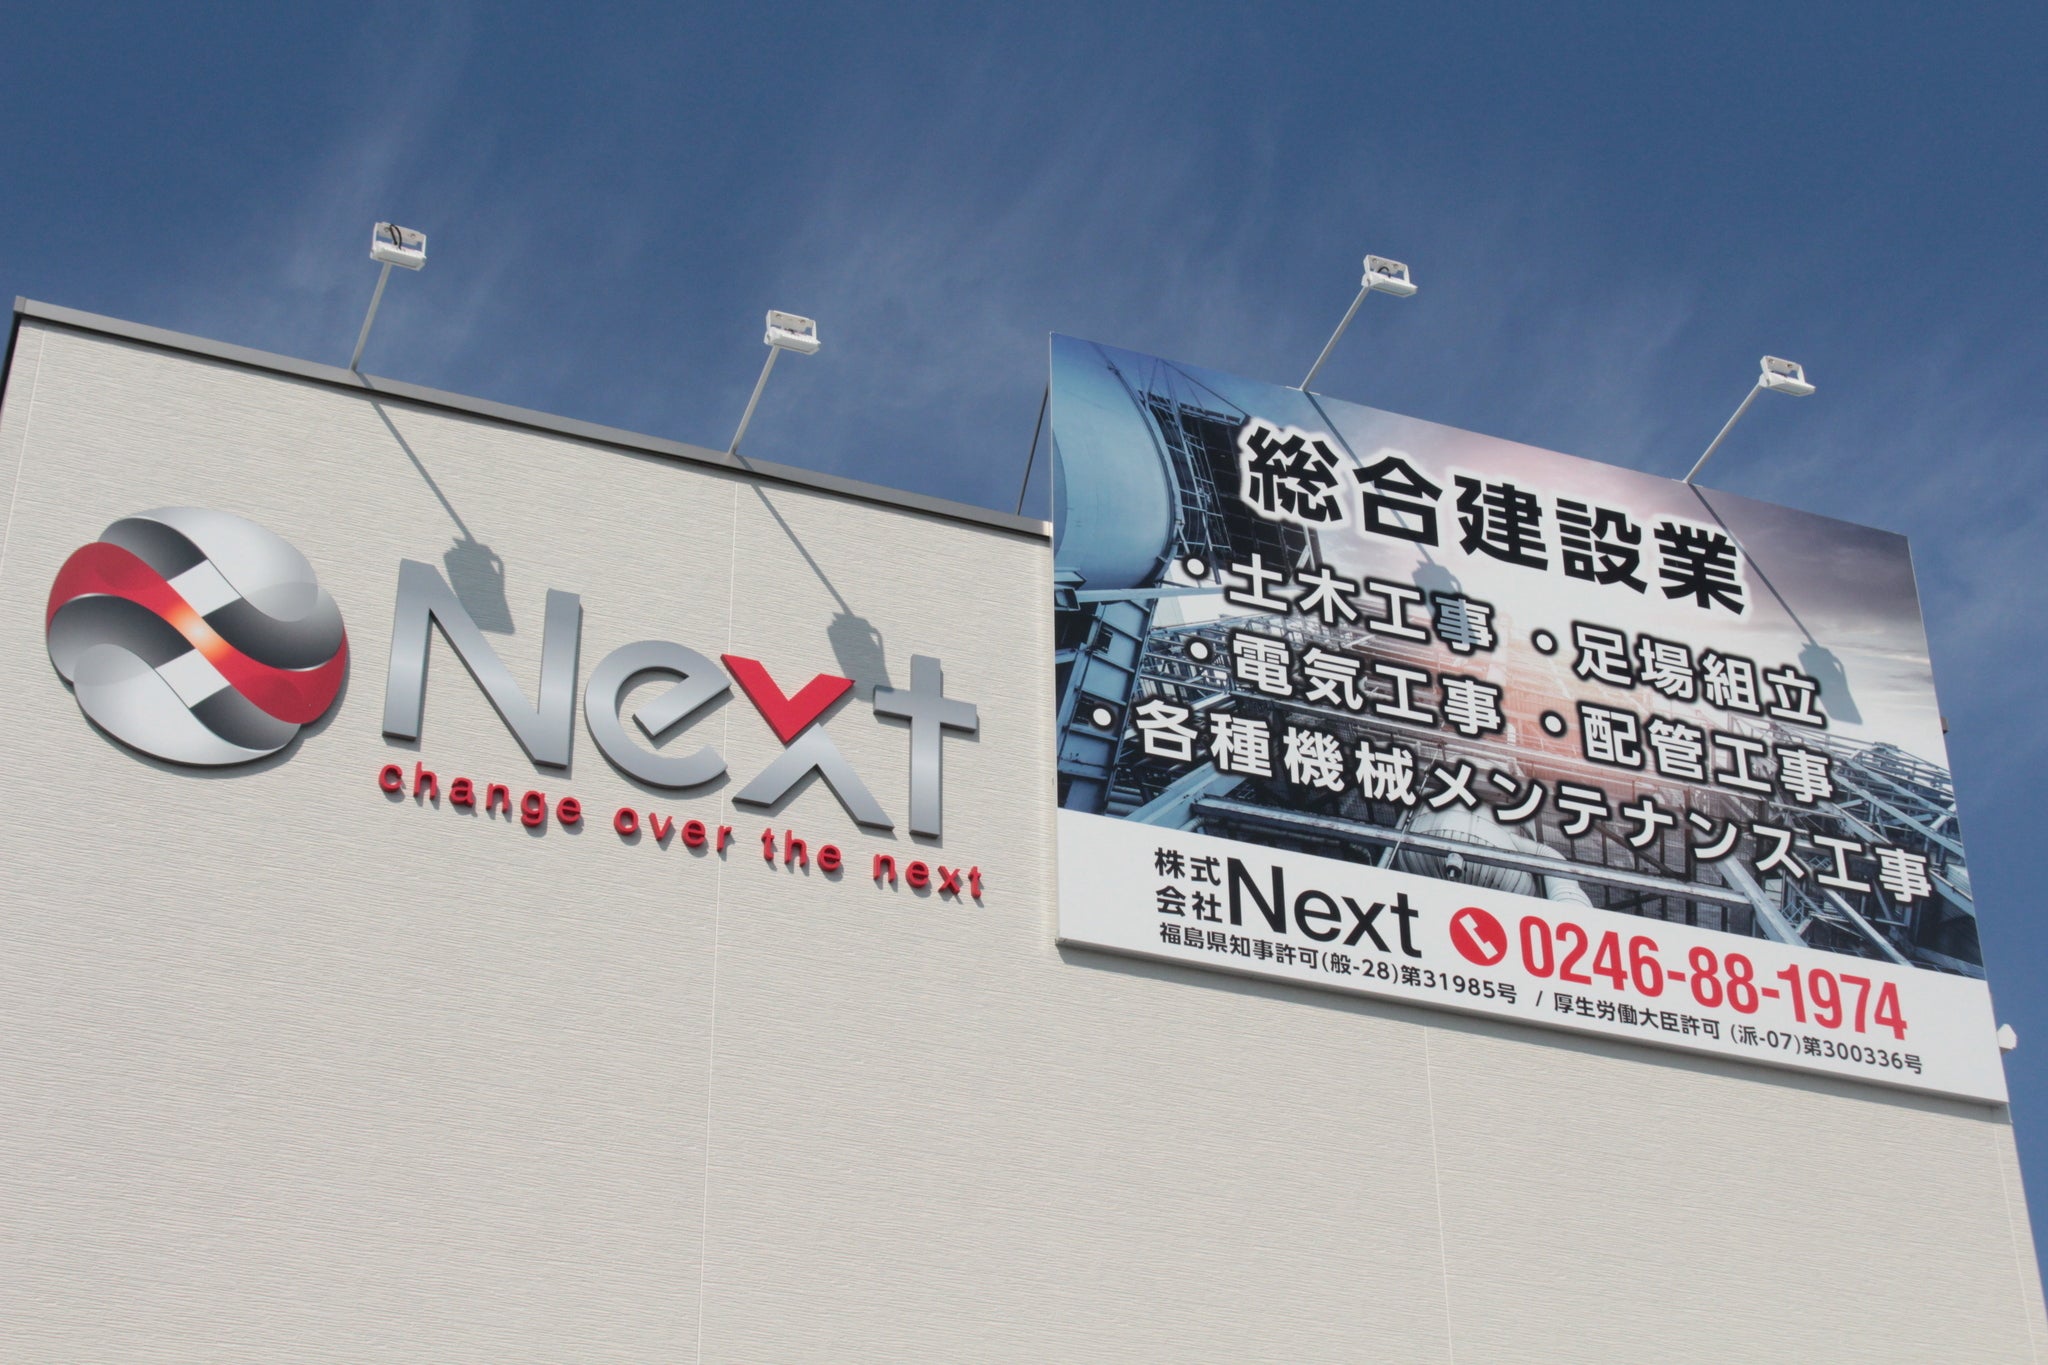 Next
change over the next
総合建設業
・土木工事 ・足場組立
・電気工事 ・配管工事
・各種機械メンテナンス工事
株式会社Next 0246-88-1974
福島県知事許可(般-28)第31985号 / 厚生労働大臣許可 (派-07)第300336号